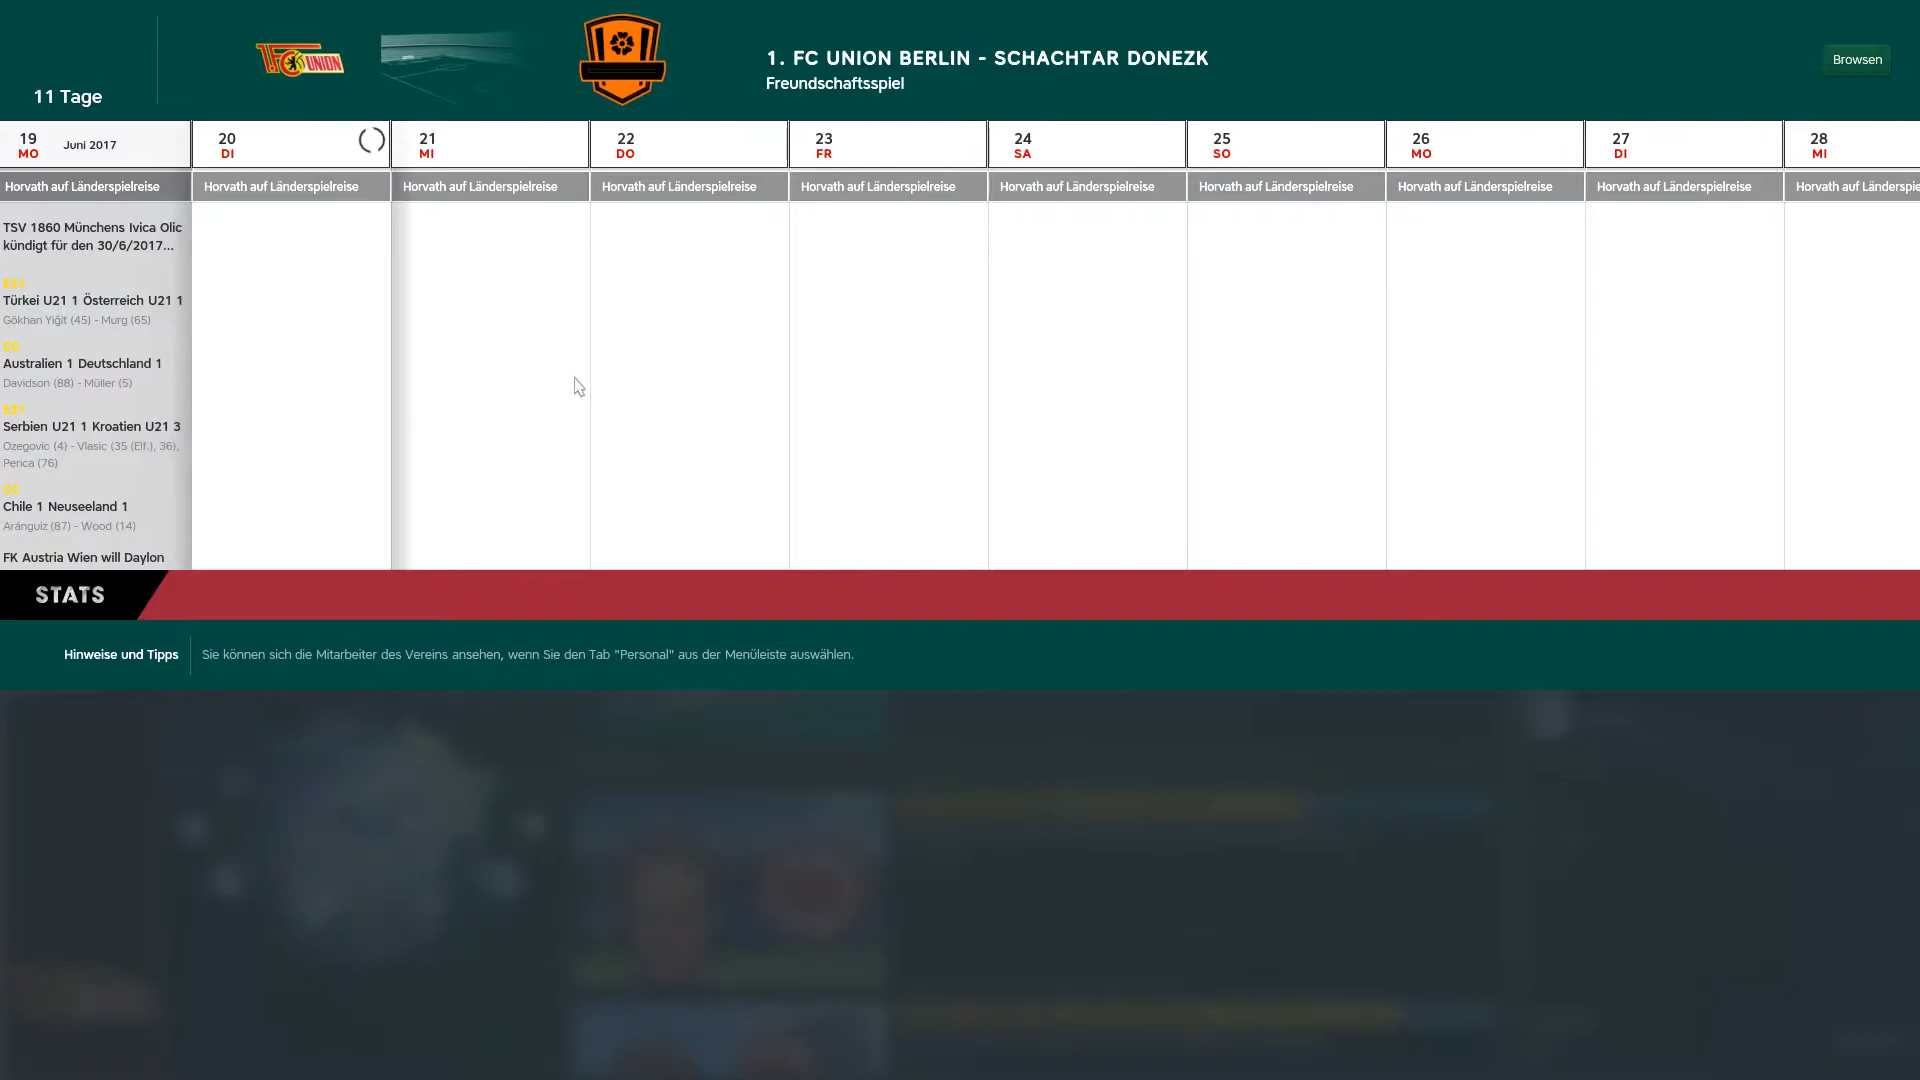 1. FC UNION BERLIN - SCHACHTAR DONEZK
Freundschaftsspiel
Browsen
11 Tage
FC UNION
19 MO Juni 2017
20 DI
21 MI
22 DO
23 FR
24 SA
25 SO
26 MO
27 DI
28 MI
Horvath auf Länderspielreise
Horvath auf Länderspielreise
Horvath auf Länderspielreise
Horvath auf Länderspielreise
Horvath auf Länderspielreise
Horvath auf Länderspielreise
Horvath auf Länderspielreise
Horvath auf Länderspielreise
Horvath auf Länderspielreise
Horvath auf Länderspie
TSV 1860 Münchens Ivica Olic
kündigt für den 30/6/2017...
E21
Türkei U21 1 Österreich U21 1
Gökhan Yiğit (45) - Murg (65)
CC
Australien 1 Deutschland 1
Davidson (88) - Müller (5)
E21
Serbien U21 1 Kroatien U21 3
Ozegovic (4) - Vlasic (35 (Elf.), 36),
Perica (76)
CC
Chile 1 Neuseeland 1
Aránguiz (87) - Wood (14)
FK Austria Wien will Daylon
STATS
Hinweise und Tipps
Sie können sich die Mitarbeiter des Vereins ansehen, wenn Sie den Tab "Personal" aus der Menüleiste auswählen.